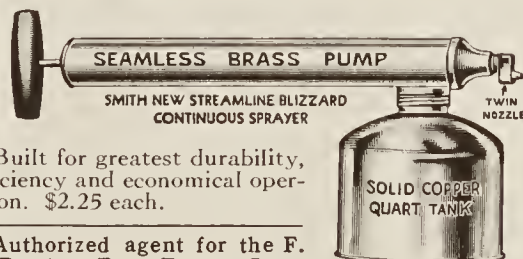 SEAMLESS BRASS PUMP
SMITH NEW STREAMLINE BLIZZARD
CONTINUOUS SPRAYER
TWIN
NOZZLE
Built for greatest durability,
ciency and economical oper-
on. $2.25 each.
SOLID COPPER
QUART TANK
Authorized agent for the F.